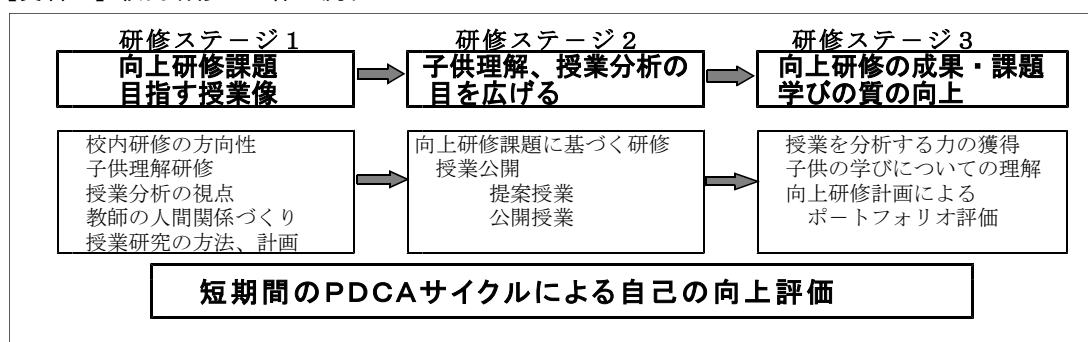 研修ステージ１
向上研修課題
目指す授業像
研修ステージ２
子供理解、授業分析の
目を広げる
研修ステージ３
向上研修の成果・課題
学びの質の向上
校内研修の方向性
子供理解研修
授業分析の視点
教師の人間関係づくり
授業研究の方法、計画
向上研修課題に基づく研修
授業公開
提案授業
公開授業
授業を分析する力の獲得
子供の学びについての理解
向上研修計画による
ポートフォリオ評価
短期間のＰＤＣＡサイクルによる自己の向上評価